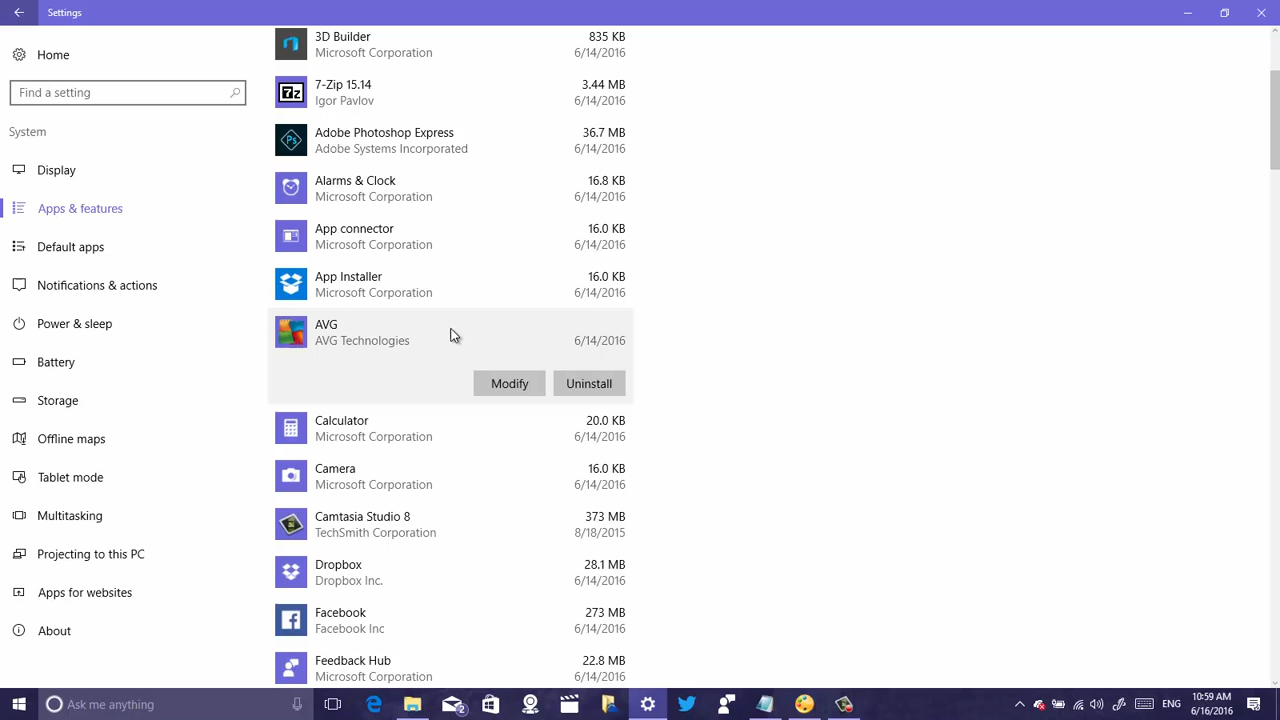 Settings
Home
Find a setting
System
Display
Apps & features
Default apps
Notifications & actions
Power & sleep
Battery
Storage
Offline maps
Tablet mode
Multitasking
Projecting to this PC
Apps for websites
About
3D Builder 835 KB
Microsoft Corporation 6/14/2016
7z
7-Zip 15.14 3.44 MB
Igor Pavlov 6/14/2016
Ps
Adobe Photoshop Express 36.7 MB
Adobe Systems Incorporated 6/14/2016
Alarms & Clock 16.8 KB
Microsoft Corporation 6/14/2016
App connector 16.0 KB
Microsoft Corporation 6/14/2016
App Installer 16.0 KB
Microsoft Corporation 6/14/2016
AVG
AVG Technologies 6/14/2016
Modify Uninstall
Calculator 20.0 KB
Microsoft Corporation 6/14/2016
Camera 16.0 KB
Microsoft Corporation 6/14/2016
Camtasia Studio 8 373 MB
TechSmith Corporation 8/18/2015
Dropbox 28.1 MB
Dropbox Inc. 6/14/2016
Facebook 273 MB
Facebook Inc 6/14/2016
Feedback Hub 22.8 MB
Microsoft Corporation 6/14/2016
Ask me anything
2
ENG
10:59 AM
6/16/2016